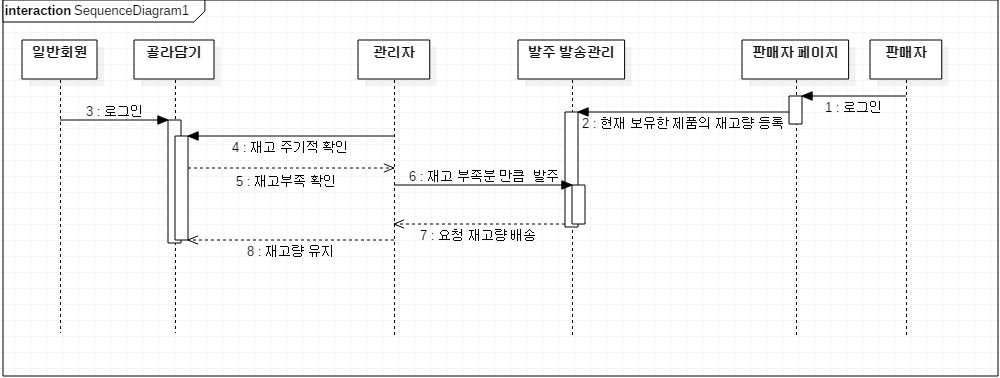 interaction SequenceDiagram1
일반회원
골라담기
관리자
발주 발송관리
판매자 페이지
판매자
1 : 로그인
3 : 로그인
2 : 현재 보유한 제품의 재고량 등록
4 : 재고 주기적 확인
5 : 재고부족 확인
6 : 재고 부족분 만큼 발주
7 : 요청 재고량 배송
8 : 재고량 유지